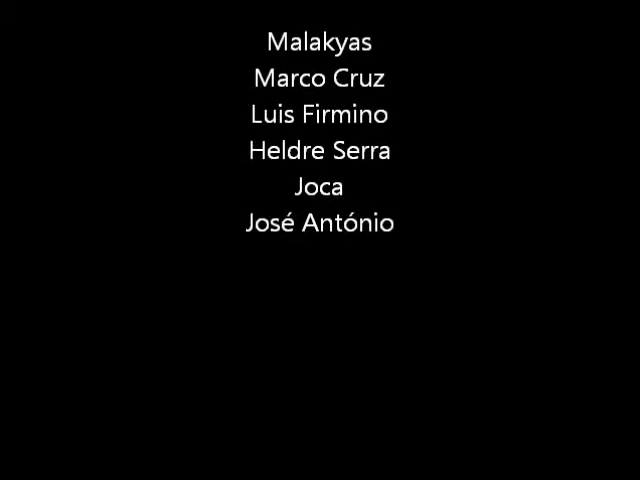 Malakyas
Marco Cruz
Luis Firmino
Heldre Serra
Joca
José António